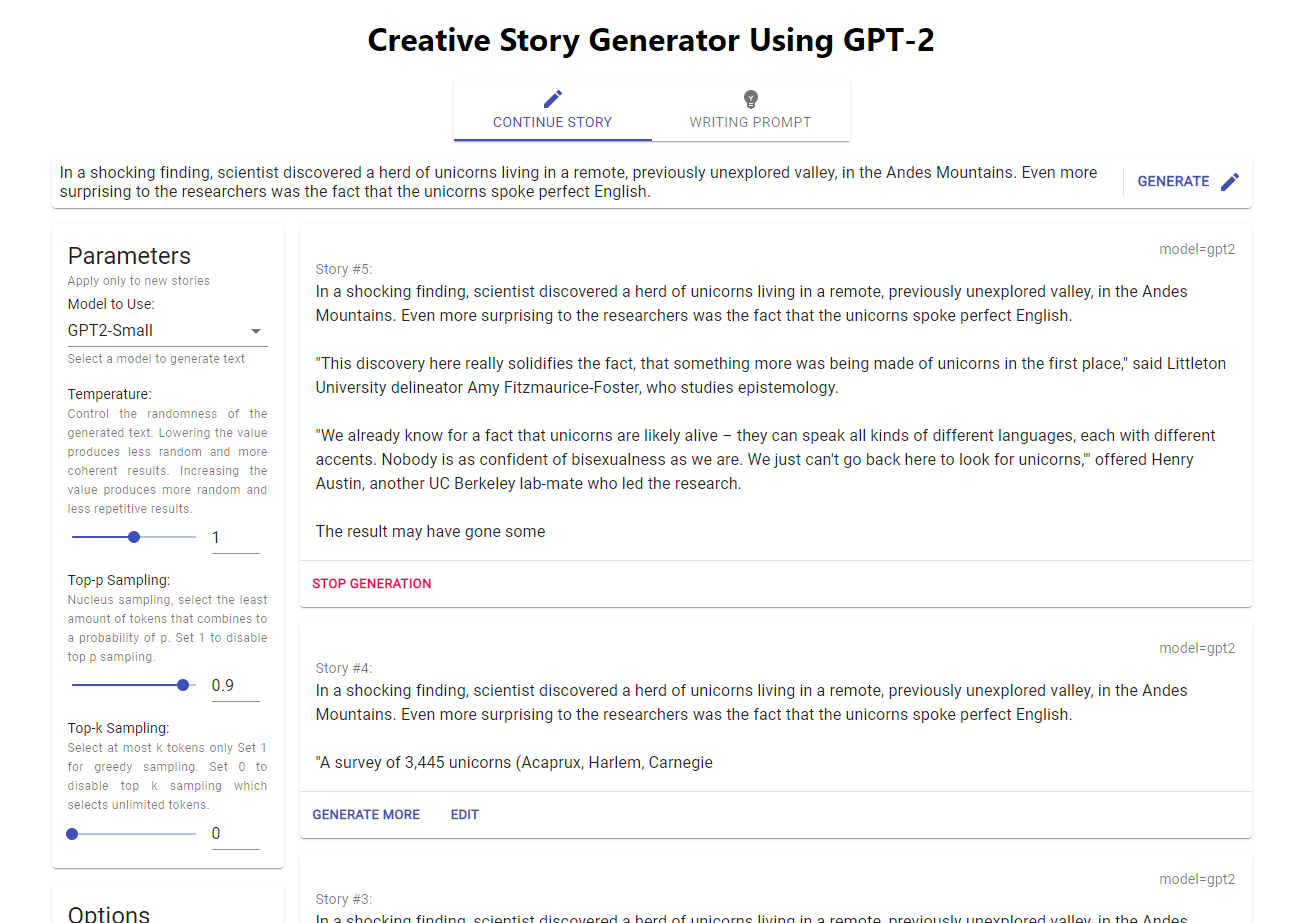 Creative Story Generator Using GPT-2
CONTINUE STORY
WRITING PROMPT
In a shocking finding, scientist discovered a herd of unicorns living in a remote, previously unexplored valley, in the Andes Mountains. Even more
surprising to the researchers was the fact that the unicorns spoke perfect English.
GENERATE
Parameters
Apply only to new stories
Model to Use:
GPT2-Small
Select a model to generate text
Temperature:
Control the randomness of the
generated text. Lowering the value
produces less random and more
coherent results. Increasing the
value produces more random and
less repetitive results.
1
Top-p Sampling:
Nucleus sampling, select the least
amount of tokens that combines to
a probability of p. Set 1 to disable
top p sampling.
0.9
Top-k Sampling:
Select at most k tokens only Set 1
for greedy sampling. Set 0 to
disable top k sampling which
selects unlimited tokens.
0
Options
model=gpt2
Story #5:
In a shocking finding, scientist discovered a herd of unicorns living in a remote, previously unexplored valley, in the Andes
Mountains. Even more surprising to the researchers was the fact that the unicorns spoke perfect English.
"This discovery here really solidifies the fact, that something more was being made of unicorns in the first place," said Littleton
University delineator Amy Fitzmaurice-Foster, who studies epistemology.
"We already know for a fact that unicorns are likely alive – they can speak all kinds of different languages, each with different
accents. Nobody is as confident of bisexualness as we are. We just can't go back here to look for unicorns,'" offered Henry
Austin, another UC Berkeley lab-mate who led the research.
The result may have gone some
STOP GENERATION
model=gpt2
Story #4:
In a shocking finding, scientist discovered a herd of unicorns living in a remote, previously unexplored valley, in the Andes
Mountains. Even more surprising to the researchers was the fact that the unicorns spoke perfect English.
"A survey of 3,445 unicorns (Acaprux, Harlem, Carnegie
GENERATE MORE
EDIT
model=gpt2
Story #3:
In a shocking finding, scientist discovered a herd of unicorns living in a remote, previously unexplored valley, in the Andes